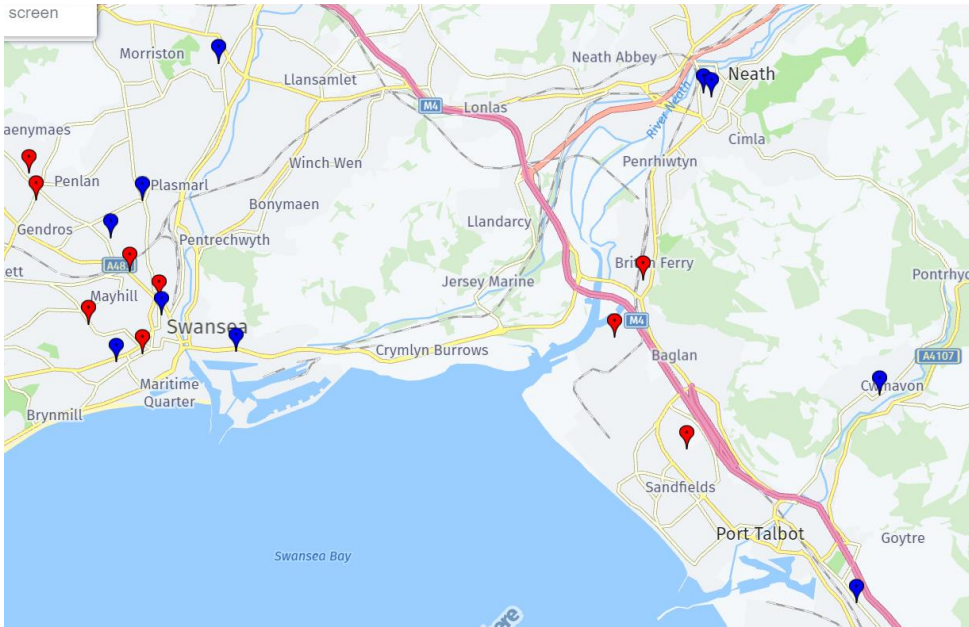 screen
Morriston
Neath Abbey
Llansamlet
Neath
M4
Lonlas
River Neath
aenymaes
Cimla
Winch Wen
Penrhiwtyn
Penlan
Plasmarl
Bonymaen
Gendros
Llandarcy
Pentrechwyth
ett
A48
Briton Ferry
Pontrhyd
Jersey Marine
Mayhill
Swansea
M4
Crymlyn Burrows
Baglan
A4107
Maritime
Quarter
Cwmavon
Brynmill
Sandfields
Port Talbot
Goytre
Swansea Bay